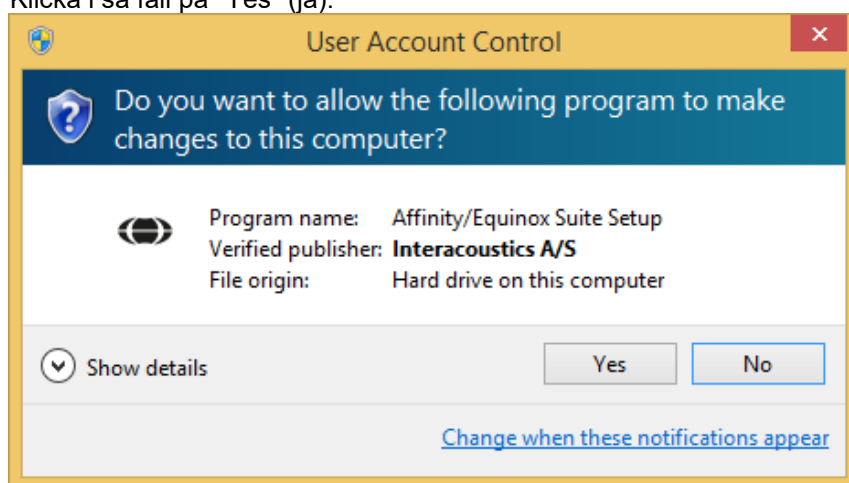 Klicka i så fall på "Yes" (ja).
User Account Control
Do you want to allow the following program to make
changes to this computer?
Program name: Affinity/Equinox Suite Setup
Verified publisher: Interacoustics A/S
File origin: Hard drive on this computer
Show details
Yes No
Change when these notifications appear